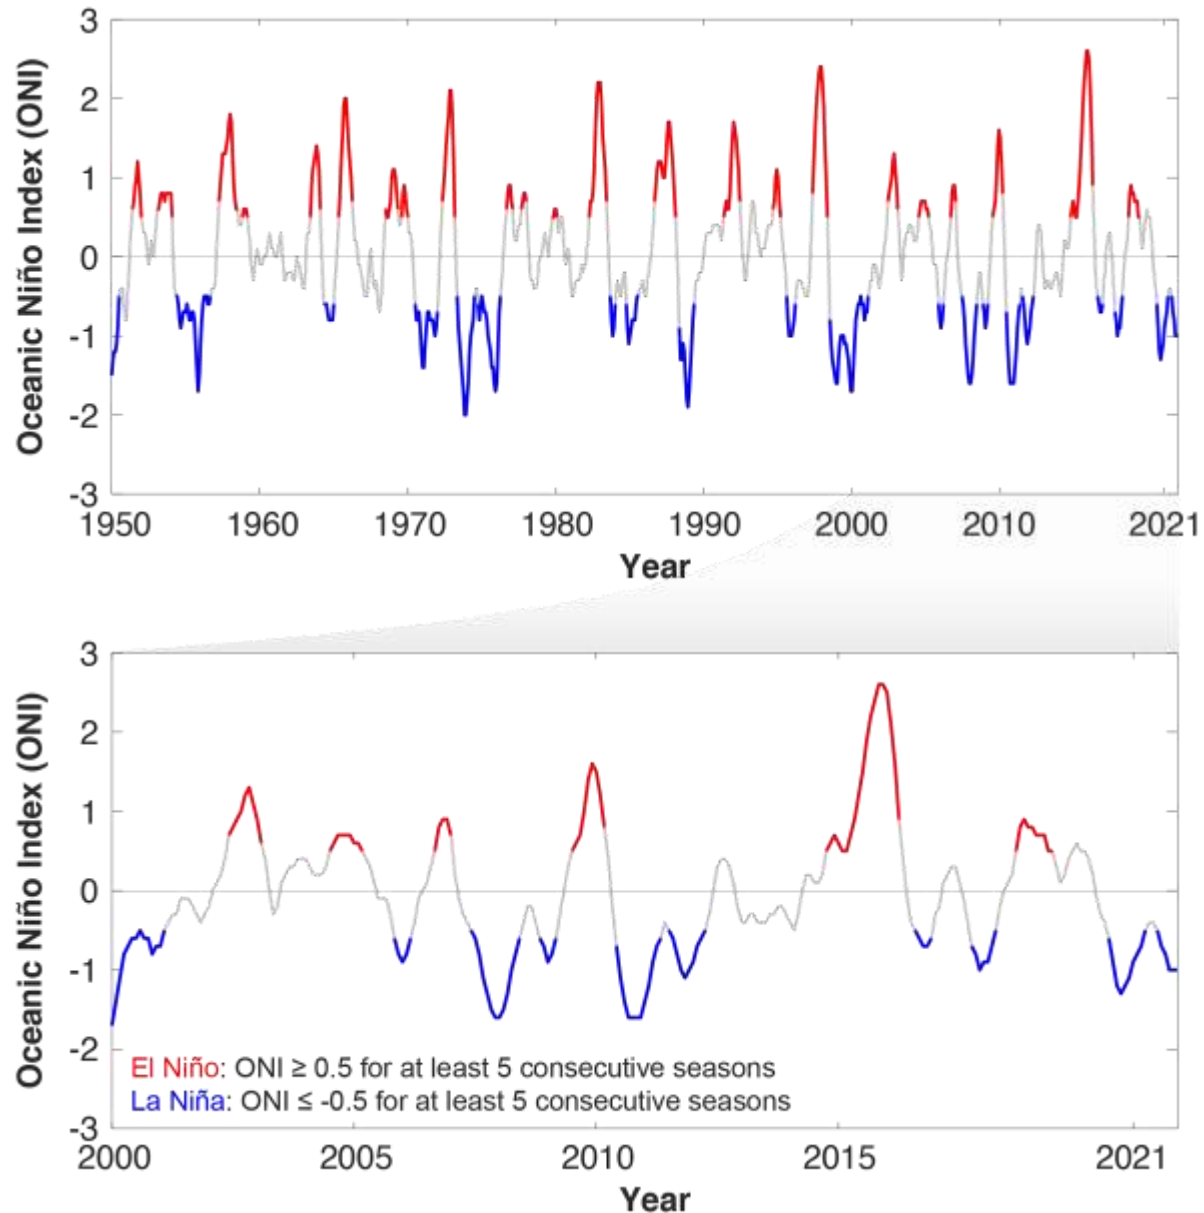 Oceanic Niño Index (ONI)
3
2
1
0
-1
-2
-3
1950 1960 1970 1980 1990 2000 2010 2021
Year
Oceanic Niño Index (ONI)
3
2
1
0
-1
-2
-3
El Niño: ONI ≥ 0.5 for at least 5 consecutive seasons
La Niña: ONI ≤ -0.5 for at least 5 consecutive seasons
2000 2005 2010 2015 2021
Year